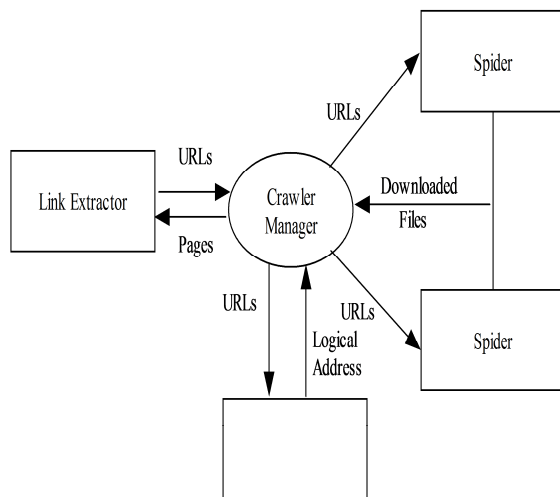 Spider
URLs
URLs
Link Extractor
Crawler
Manager
Downloaded
Files
Pages
URLs
Logical
Address
URLs
Spider